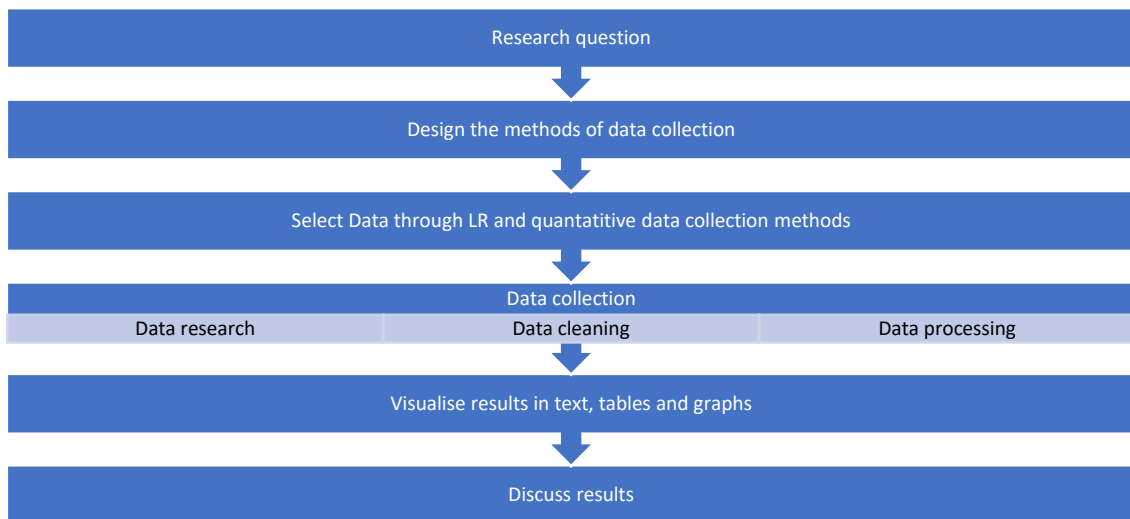 Research question
Design the methods of data collection
Select Data through LR and quantatitive data collection methods
Data collection
Data research
Data cleaning
Data processing
Visualise results in text, tables and graphs
Discuss results